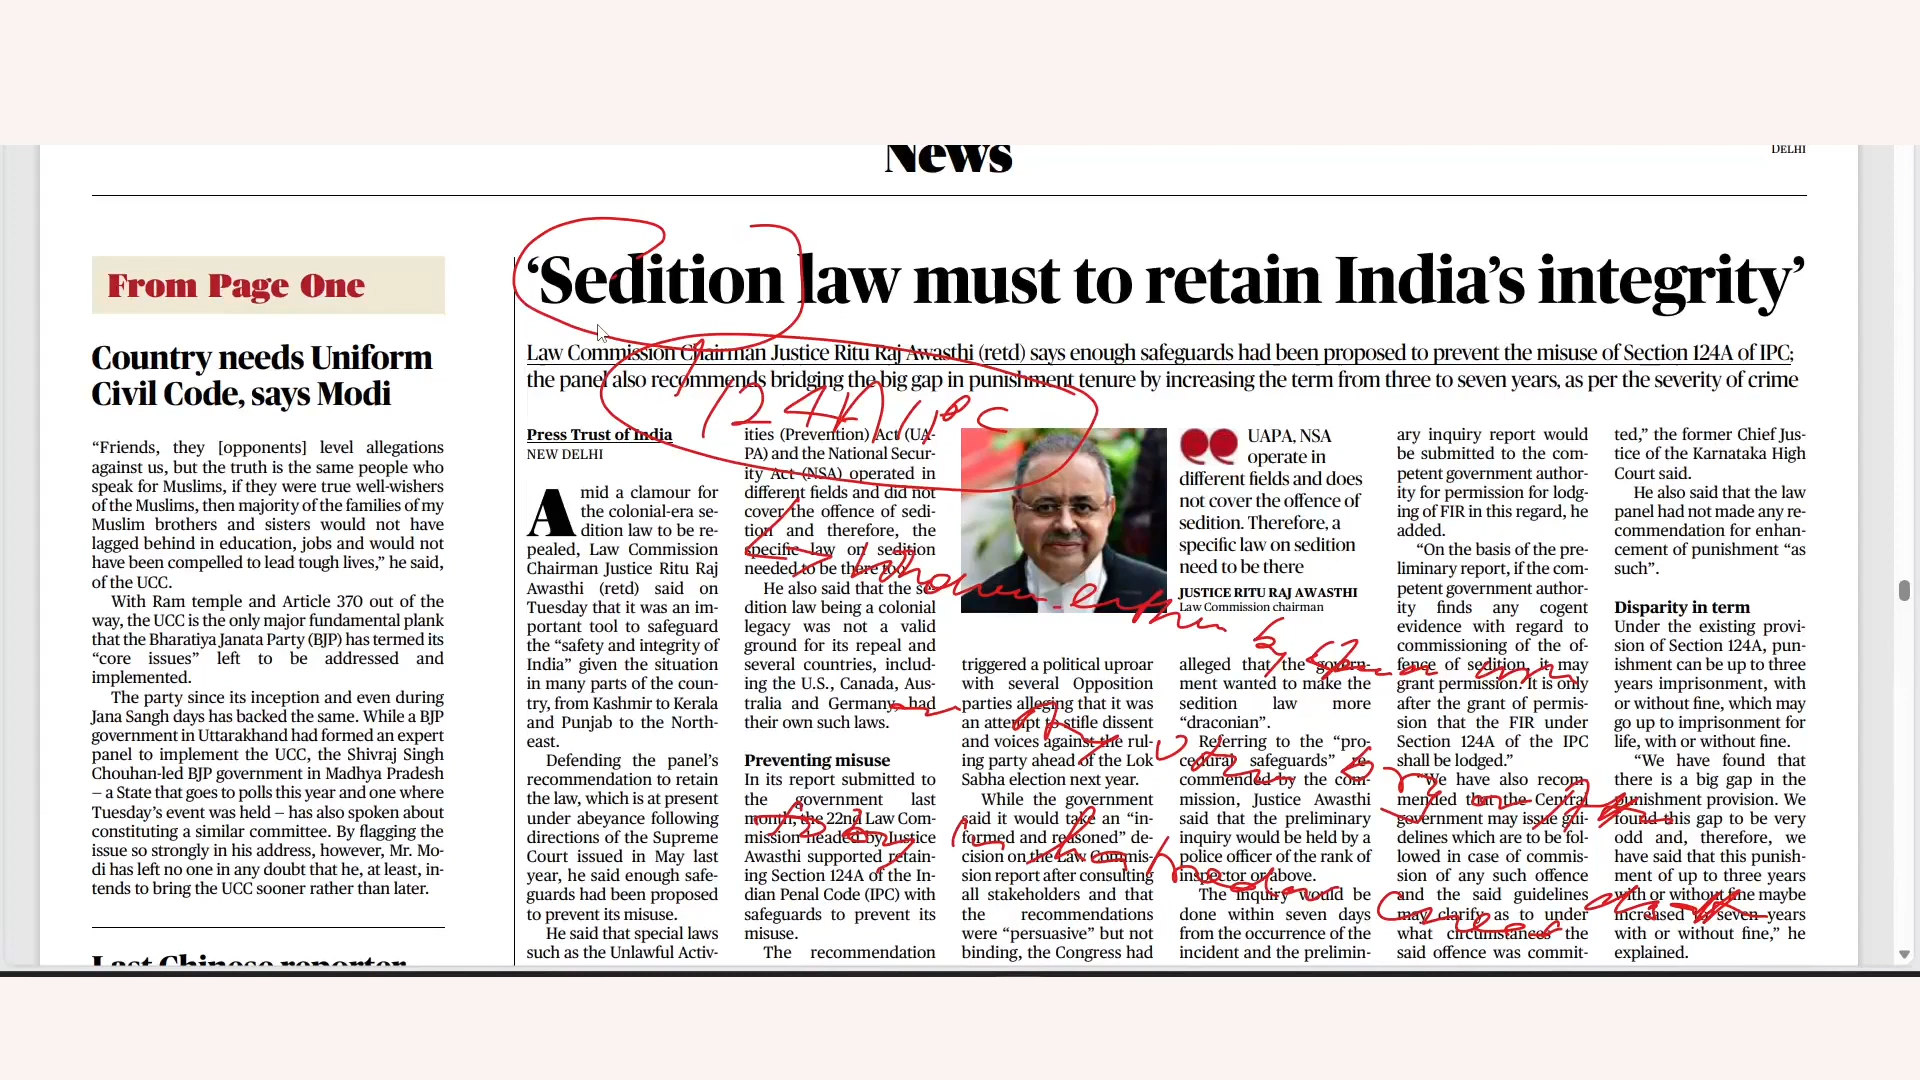 News
DELHI
From Page One
Country needs Uniform
Civil Code, says Modi
“Friends, they [opponents] level allegations
against us, but the truth is the same people who
speak for Muslims, if they were true well-wishers
of the Muslims, then majority of the families of my
Muslim brothers and sisters would not have
lagged behind in education, jobs and would not
have been compelled to lead tough lives,” he said,
of the UCC.
With Ram temple and Article 370 out of the
way, the UCC is the only major fundamental plank
that the Bharatiya Janata Party (BJP) has termed its
“core issues” left to be addressed and
implemented.
The party since its inception and even during
Jana Sangh days has backed the same. While a BJP
government in Uttarakhand had formed an expert
panel to implement the UCC, the Shivraj Singh
Chouhan-led BJP government in Madhya Pradesh
– a State that goes to polls this year and one where
Tuesday’s event was held – has also spoken about
constituting a similar committee. By flagging the
issue so strongly in his address, however, Mr. Mo-
di has left no one in any doubt that he, at least, in-
tends to bring the UCC sooner rather than later.
Last Chinese reporter
‘Sedition law must to retain India’s integrity’
Law Commission Chairman Justice Ritu Raj Awasthi (retd) says enough safeguards had been proposed to prevent the misuse of Section 124A of IPC;
the panel also recommends bridging the big gap in punishment tenure by increasing the term from three to seven years, as per the severity of crime
124A IPC
Press Trust of India
NEW DELHI
Amid a clamour for
the colonial-era se-
dition law to be re-
pealed, Law Commission
Chairman Justice Ritu Raj
Awasthi (retd) said on
Tuesday that it was an im-
portant tool to safeguard
the “safety and integrity of
India” given the situation
in many parts of the coun-
try, from Kashmir to Kerala
and Punjab to the North-
east.
Defending the panel’s
recommendation to retain
the law, which is at present
under abeyance following
directions of the Supreme
Court issued in May last
year, he said enough safe-
guards had been proposed
to prevent its misuse.
He said that special laws
such as the Unlawful Activ-
ities (Prevention) Act (UA-
PA) and the National Secur-
ity Act (NSA) operated in
different fields and did not
cover the offence of sedi-
tion and therefore, the
specific law on sedition
needed to be there too.
He also said that the se-
dition law being a colonial
legacy was not a valid
ground for its repeal and
several countries, includ-
ing the U.S., Canada, Aus-
tralia and Germany, had
their own such laws.
Preventing misuse
In its report submitted to
the government last
month, the 22nd Law Com-
mission headed by Justice
Awasthi supported retain-
ing Section 124A of the In-
dian Penal Code (IPC) with
safeguards to prevent its
misuse.
The recommendation
triggered a political uproar
with several Opposition
parties alleging that it was
an attempt to stifle dissent
and voices against the rul-
ing party ahead of the Lok
Sabha election next year.
While the government
said it would take an “in-
formed and reasoned” de-
cision on the Law Commis-
sion report after consulting
all stakeholders and that
the recommendations
were “persuasive” but not
binding, the Congress had
UAPA, NSA
operate in
different fields and does
not cover the offence of
sedition. Therefore, a
specific law on sedition
need to be there
JUSTICE RITU RAJ AWASTHI
Law Commission chairman
alleged that the govern-
ment wanted to make the
sedition law more
“draconian”.
Referring to the “pro-
cedural safeguards” re-
commended by the com-
mission, Justice Awasthi
said that the preliminary
inquiry would be held by a
police officer of the rank of
inspector or above.
The inquiry would be
done within seven days
from the occurrence of the
incident and the prelimin-
ary inquiry report would
be submitted to the com-
petent government author-
ity for permission for lodg-
ing of FIR in this regard, he
added.
“On the basis of the pre-
liminary report, if the com-
petent government author-
ity finds any cogent
evidence with regard to
commissioning of the of-
fence of sedition, it may
grant permission. It is only
after the grant of permis-
sion that the FIR under
Section 124A of the IPC
shall be lodged.”
“We have also recom-
mended that the Central
government may issue gui-
delines which are to be fol-
lowed in case of commis-
sion of any such offence
and the said guidelines
may clarify as to under
what circumstances the
said offence was commit-
ted,” the former Chief Jus-
tice of the Karnataka High
Court said.
He also said that the law
panel had not made any re-
commendation for enhan-
cement of punishment “as
such”.
Disparity in term
Under the existing provi-
sion of Section 124A, pun-
ishment can be up to three
years imprisonment, with
or without fine, which may
go up to imprisonment for
life, with or without fine.
“We have found that
there is a big gap in the
punishment provision. We
found this gap to be very
odd and, therefore, we
have said that this punish-
ment of up to three years
with or without fine maybe
increased to seven years
with or without fine,” he
explained.